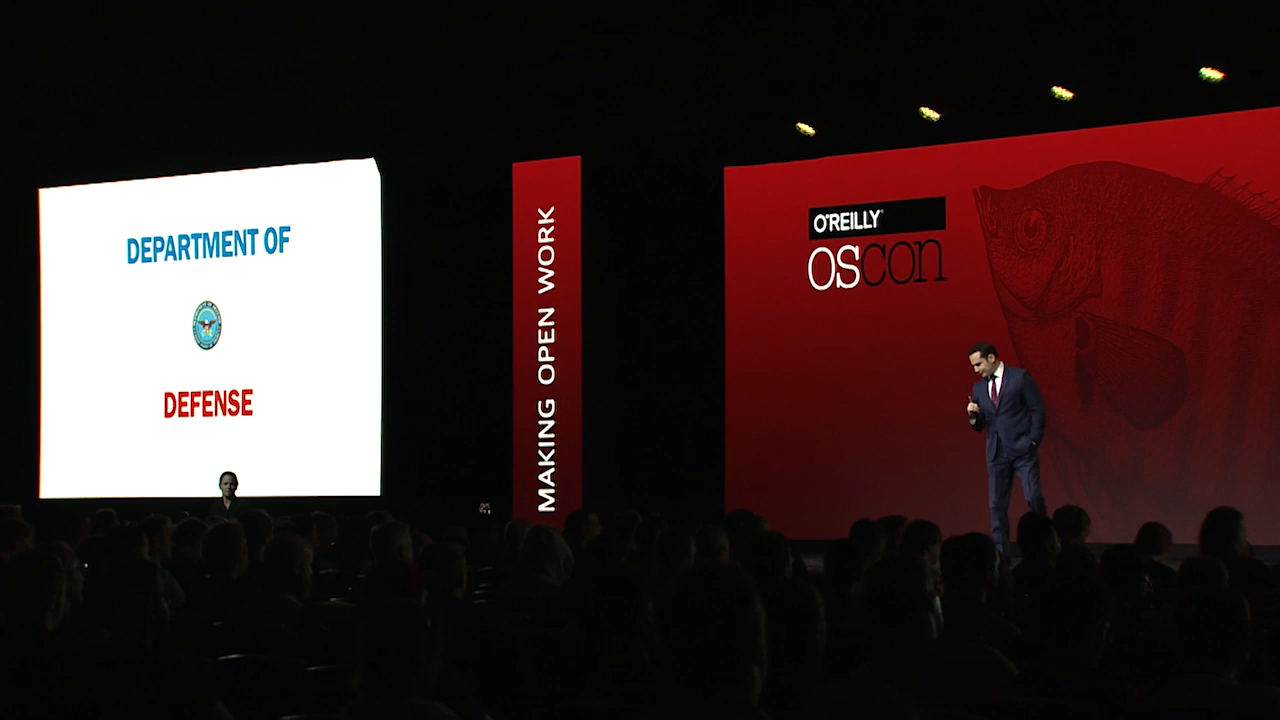 DEPARTMENT OF
DEFENSE
MAKING OPEN WORK
O'REILLY®
OSCON